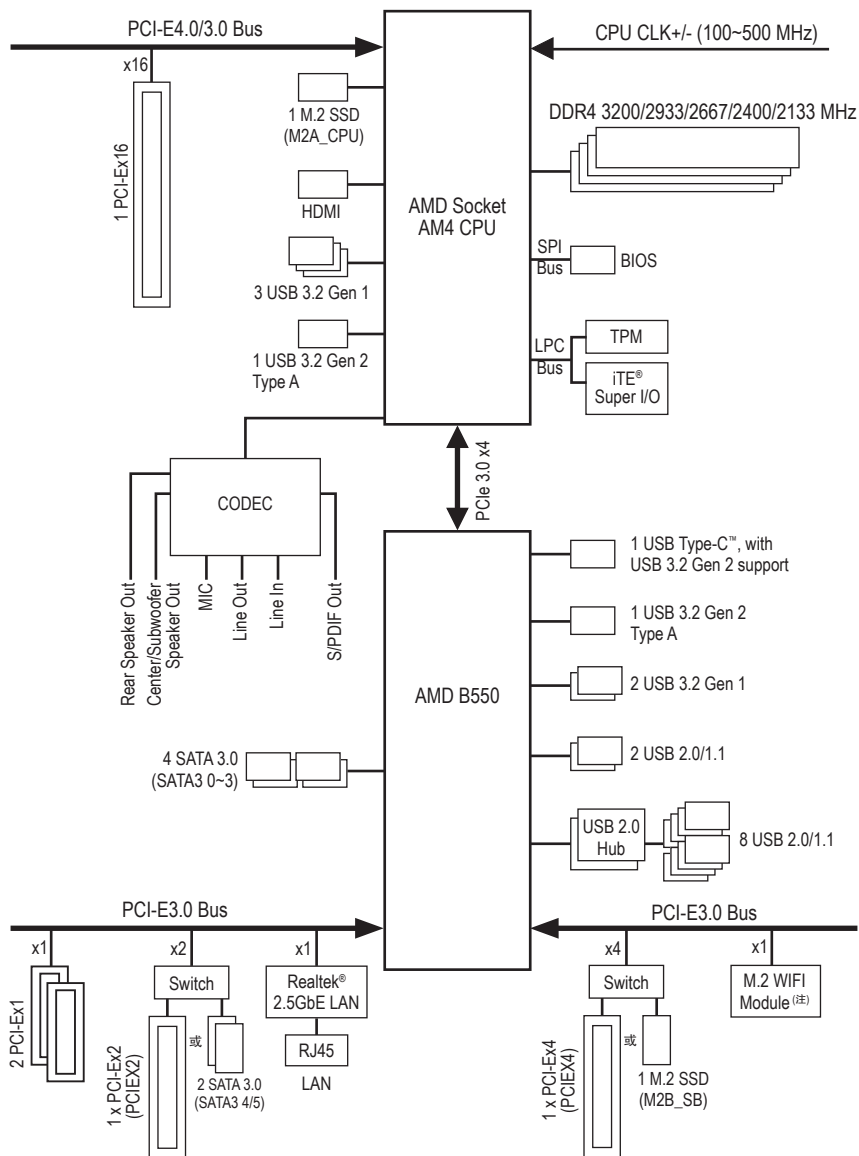 PCI-E4.0/3.0 Bus
CPU CLK+/- (100~500 MHz)
x16
1 PCI-Ex16
1 M.2 SSD
(M2A_CPU)
DDR4 3200/2933/2667/2400/2133 MHz
HDMI
AMD Socket
AM4 CPU
SPI
Bus
BIOS
3 USB 3.2 Gen 1
1 USB 3.2 Gen 2
Type A
LPC
Bus
TPM
iTE®
Super I/O
CODEC
PCIe 3.0 x4
Rear Speaker Out
Center/Subwoofer
Speaker Out
MIC
Line Out
Line In
S/PDIF Out
AMD B550
1 USB Type-C™, with
USB 3.2 Gen 2 support
1 USB 3.2 Gen 2
Type A
2 USB 3.2 Gen 1
4 SATA 3.0
(SATA3 0~3)
2 USB 2.0/1.1
USB 2.0
Hub
8 USB 2.0/1.1
PCI-E3.0 Bus
x1
x2
x1
2 PCI-Ex1
Switch
1 x PCI-Ex2
(PCIEX2)
或
2 SATA 3.0
(SATA3 4/5)
Realtek®
2.5GbE LAN
RJ45
LAN
PCI-E3.0 Bus
x4
x1
Switch
1 x PCI-Ex4
(PCIEX4)
或
1 M.2 SSD
(M2B_SB)
M.2 WIFI
Module (注)